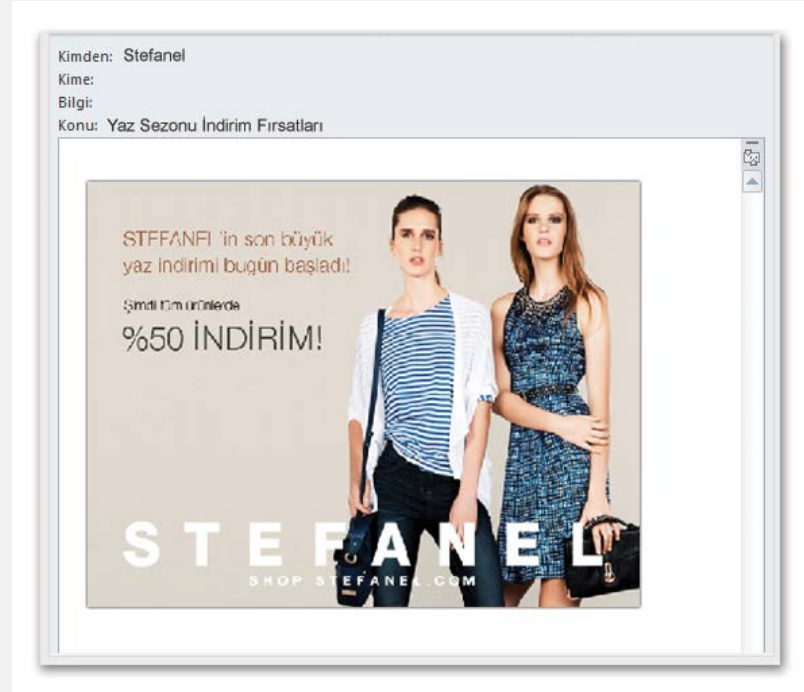 Kimden: Stefanel
Kime:
Bilgi:
Konu: Yaz Sezonu İndirim Fırsatları
STEFANEL'in son büyük
yaz indirimi bugün başladı!
Şimdi tüm ürünlerde
%50 İNDİRİM!
STEFANEL
SHOP STEFANEL.COM